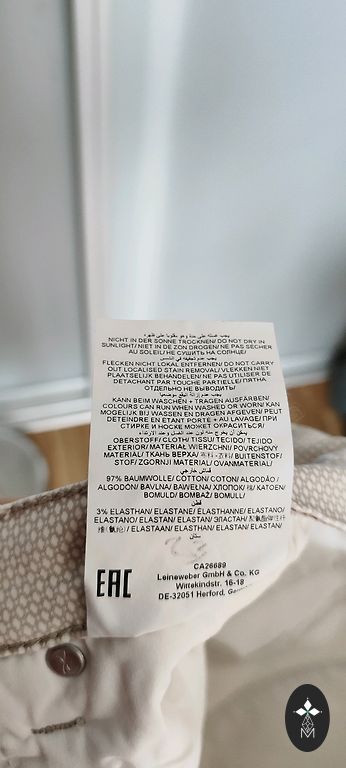 NICHT IN DER SONNE TROCKNEN/ DO NOT DRY IN
SUNLIGHT/ NIET IN DE ZON DROGEN/ NE PAS SECHER
AU SOLEIL/ НЕ СУШИТЬ НА СОЛНЦЕ/
FLECKEN NICHT LOKAL ENTFERNEN/ DO NOT CARRY
OUT LOCALISED STAIN REMOVAL/ VLEKKEN NIET
PLAATSELIJK BEHANDELEN/ NE PAS UTILISER DE
DETACHANT PAR TOUCHE PARTIELLE/ ПЯТНА
ОТДЕЛЬНО НЕ ВЫВОДИТЬ/
KANN BEIM WASCHEN + TRAGEN AUSFÄRBEN/
COLOURS CAN RUN WHEN WASHED OR WORN/ KAN
MOGELIJK BIJ WASSEN EN DRAGEN AFGEVEN/ PEUT
DETEINDRE EN ETANT PORTE + AU LAVAGE/ ПРИ
СТИРКЕ И НОСКЕ МОЖЕТ ОКРАСИТЬСЯ/
OBERSTOFF/ CLOTH/ TISSU/ TECIDO/ TEJIDO
EXTERIOR/ MATERIAL WIERZCHNI/ POVRCHOVY
MATERIAL/ ТКАНЬ ВЕРХА/ BUITENSTOF/
STOF/ ZGORNJI MATERIAL/ OVANMATERIAL/
قماش خارجي
97% BAUMWOLLE/ COTTON/ COTON/ ALGODÃO/
ALGODÓN/ BAVLNA/ BAWELNA/ ХЛОПОК/ 棉/ KATOEN/
BOMULD/ BOMBAŽ/ BOMULL/
قطن
3% ELASTHAN/ ELASTANE/ ELASTHANNE/ ELASTANO/
ELASTANO/ ELASTAN/ ELASTAN/ ЭЛАСТАН/
ELASTAAN/ ELASTHAN/ ELASTAN/ ELASTAN/
CA26689
Leineweber GmbH & Co. KG
Wittekindstr. 16-18
DE-32051 Herford,
EAC
M